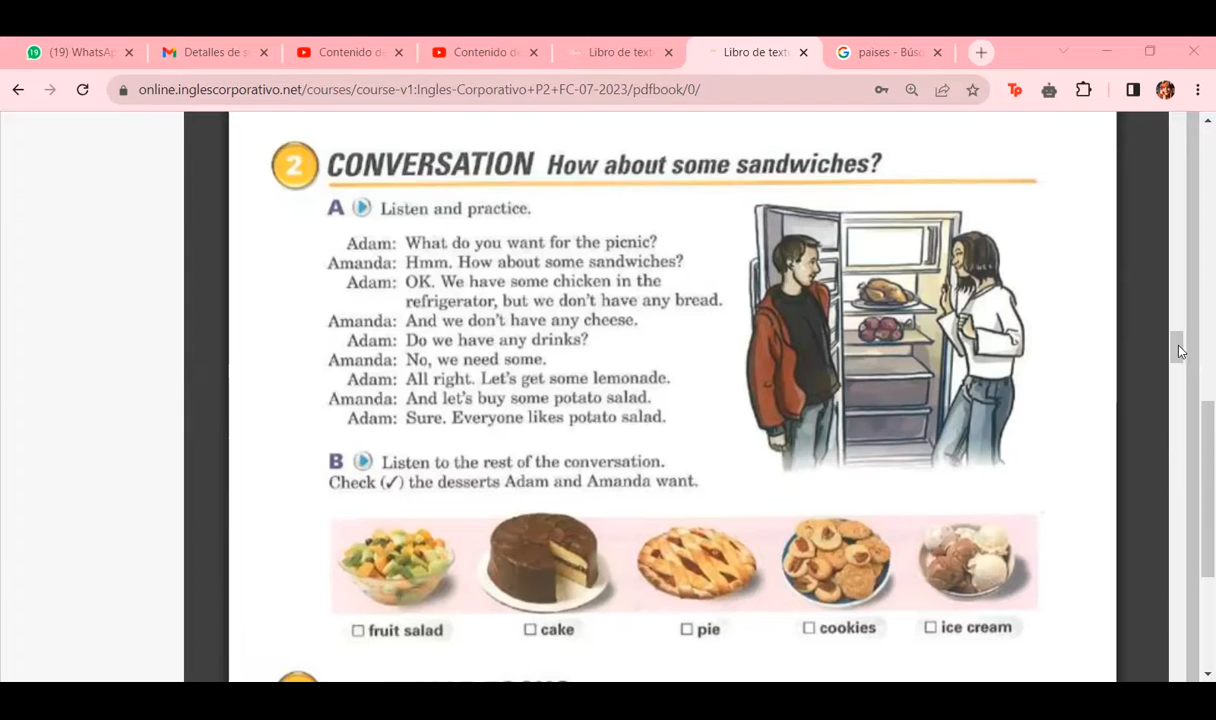 19
(19) WhatsAp
Detalles de s
Contenido d
Contenido d
Libro de text
Libro de text
paises - Bús
online.inglescorporativo.net/courses/course-v1:Ingles-Corporativo+P2+FC-07-2023/pdfbook/0/
Tp
2 CONVERSATION How about some sandwiches?
A Listen and practice.
Adam: What do you want for the picnic?
Amanda: Hmm. How about some sandwiches?
Adam: OK. We have some chicken in the
refrigerator, but we don't have any bread.
Amanda: And we don't have any cheese.
Adam: Do we have any drinks?
Amanda: No, we need some.
Adam: All right. Let's get some lemonade.
Amanda: And let's buy some potato salad.
Adam: Sure. Everyone likes potato salad.
B Listen to the rest of the conversation.
Check (✓) the desserts Adam and Amanda want.
☐ fruit salad ☐ cake ☐ pie ☐ cookies ☐ ice cream